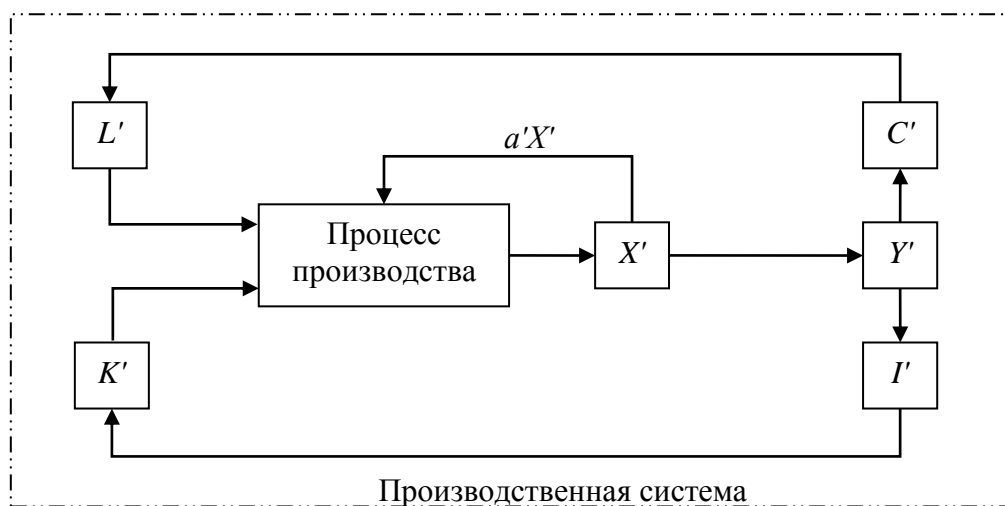 L'
C'
a'X'
Процесс
производства
X'
Y'
K'
I'
Производственная система